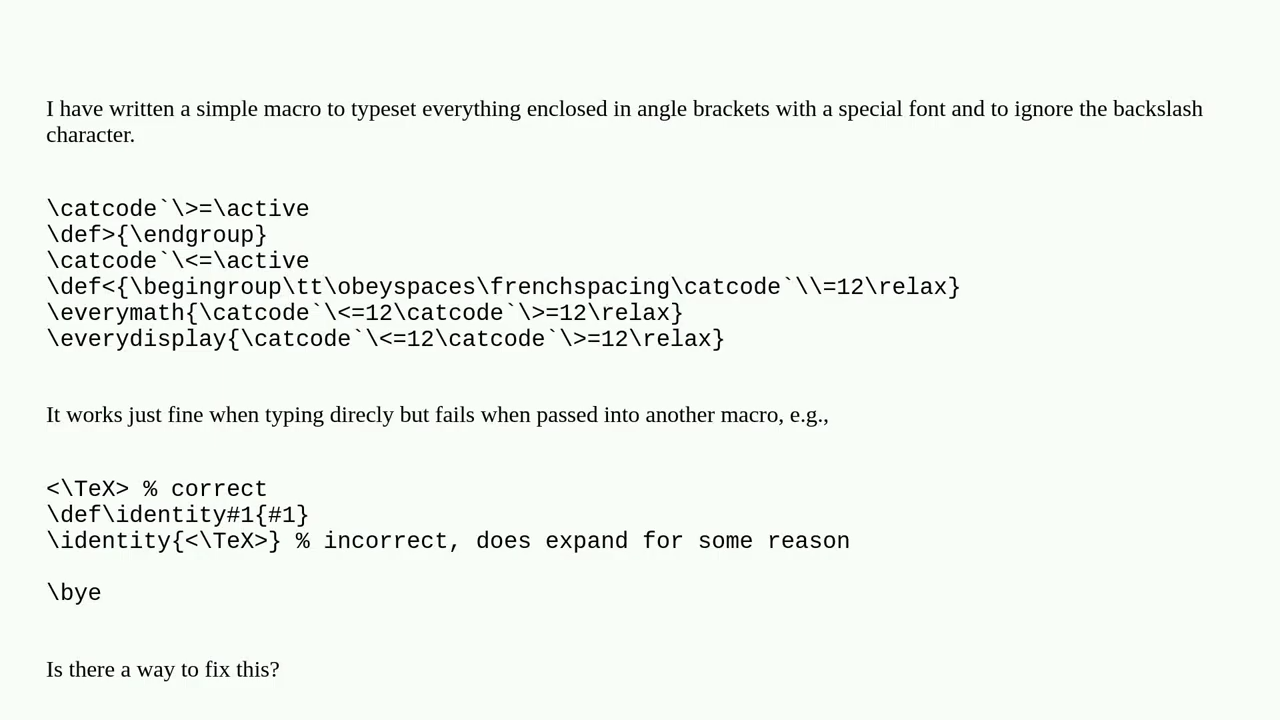 I have written a simple macro to typeset everything enclosed in angle brackets with a special font and to ignore the backslash
character.
\catcode`\>=\active
\def>{\endgroup}
\catcode`\<=\active
\def<{\begingroup\tt\obeyspaces\frenchspacing\catcode`\\=12\relax}
\everymath{\catcode`\<=12\catcode`\>=12\relax}
\everydisplay{\catcode`\<=12\catcode`\>=12\relax}
It works just fine when typing direcly but fails when passed into another macro, e.g.,
<\TeX> % correct
\def\identity#1{#1}
\identity{<\TeX>} % incorrect, does expand for some reason
\bye
Is there a way to fix this?